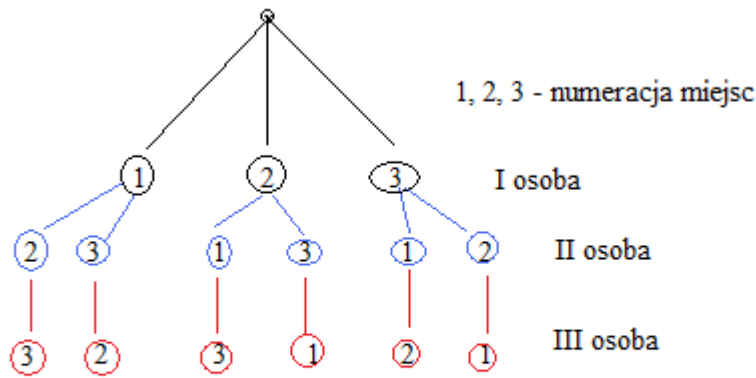 1, 2, 3 - numeracja miejsc
1 2 3 I osoba
2 3 1 3 1 2 II osoba
3 2 3 1 2 1 III osoba